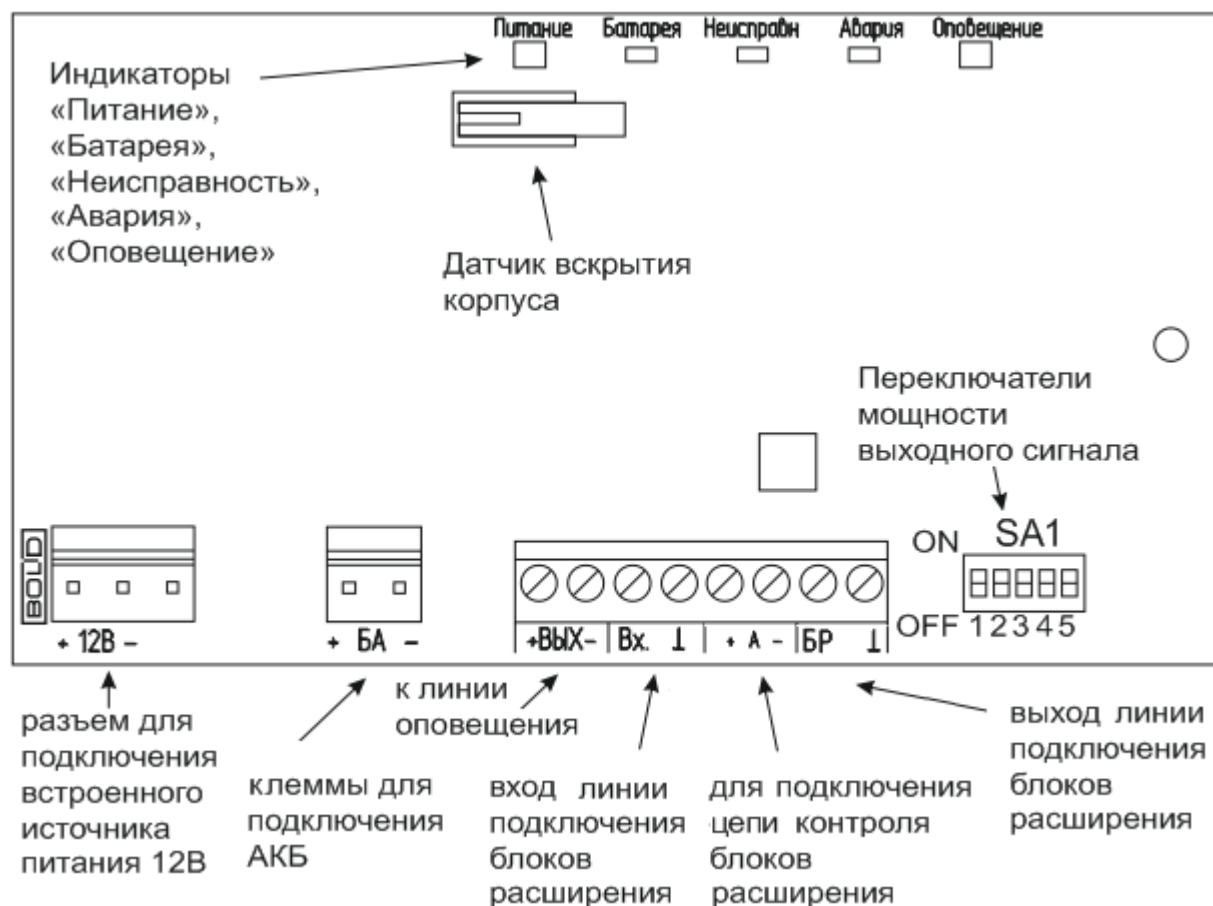 Питание Батарея Неисправн Авария Оповещение
Индикаторы
«Питание»,
«Батарея»,
«Неисправность»,
«Авария»,
«Оповещение»
Датчик вскрытия
корпуса
Переключатели
мощности
выходного сигнала
BOLID
+ 12В -
+ БА -
+ВЫХ- Вх. ⊥ + А - БР ⊥
ON SA1
OFF 1 2 3 4 5
разъем для
подключения
встроенного
источника
питания 12В
клеммы для
подключения
АКБ
к линии
оповещения
вход линии
подключения
блоков
расширения
для подключения
цепи контроля
блоков
расширения
выход линии
подключения
блоков
расширения